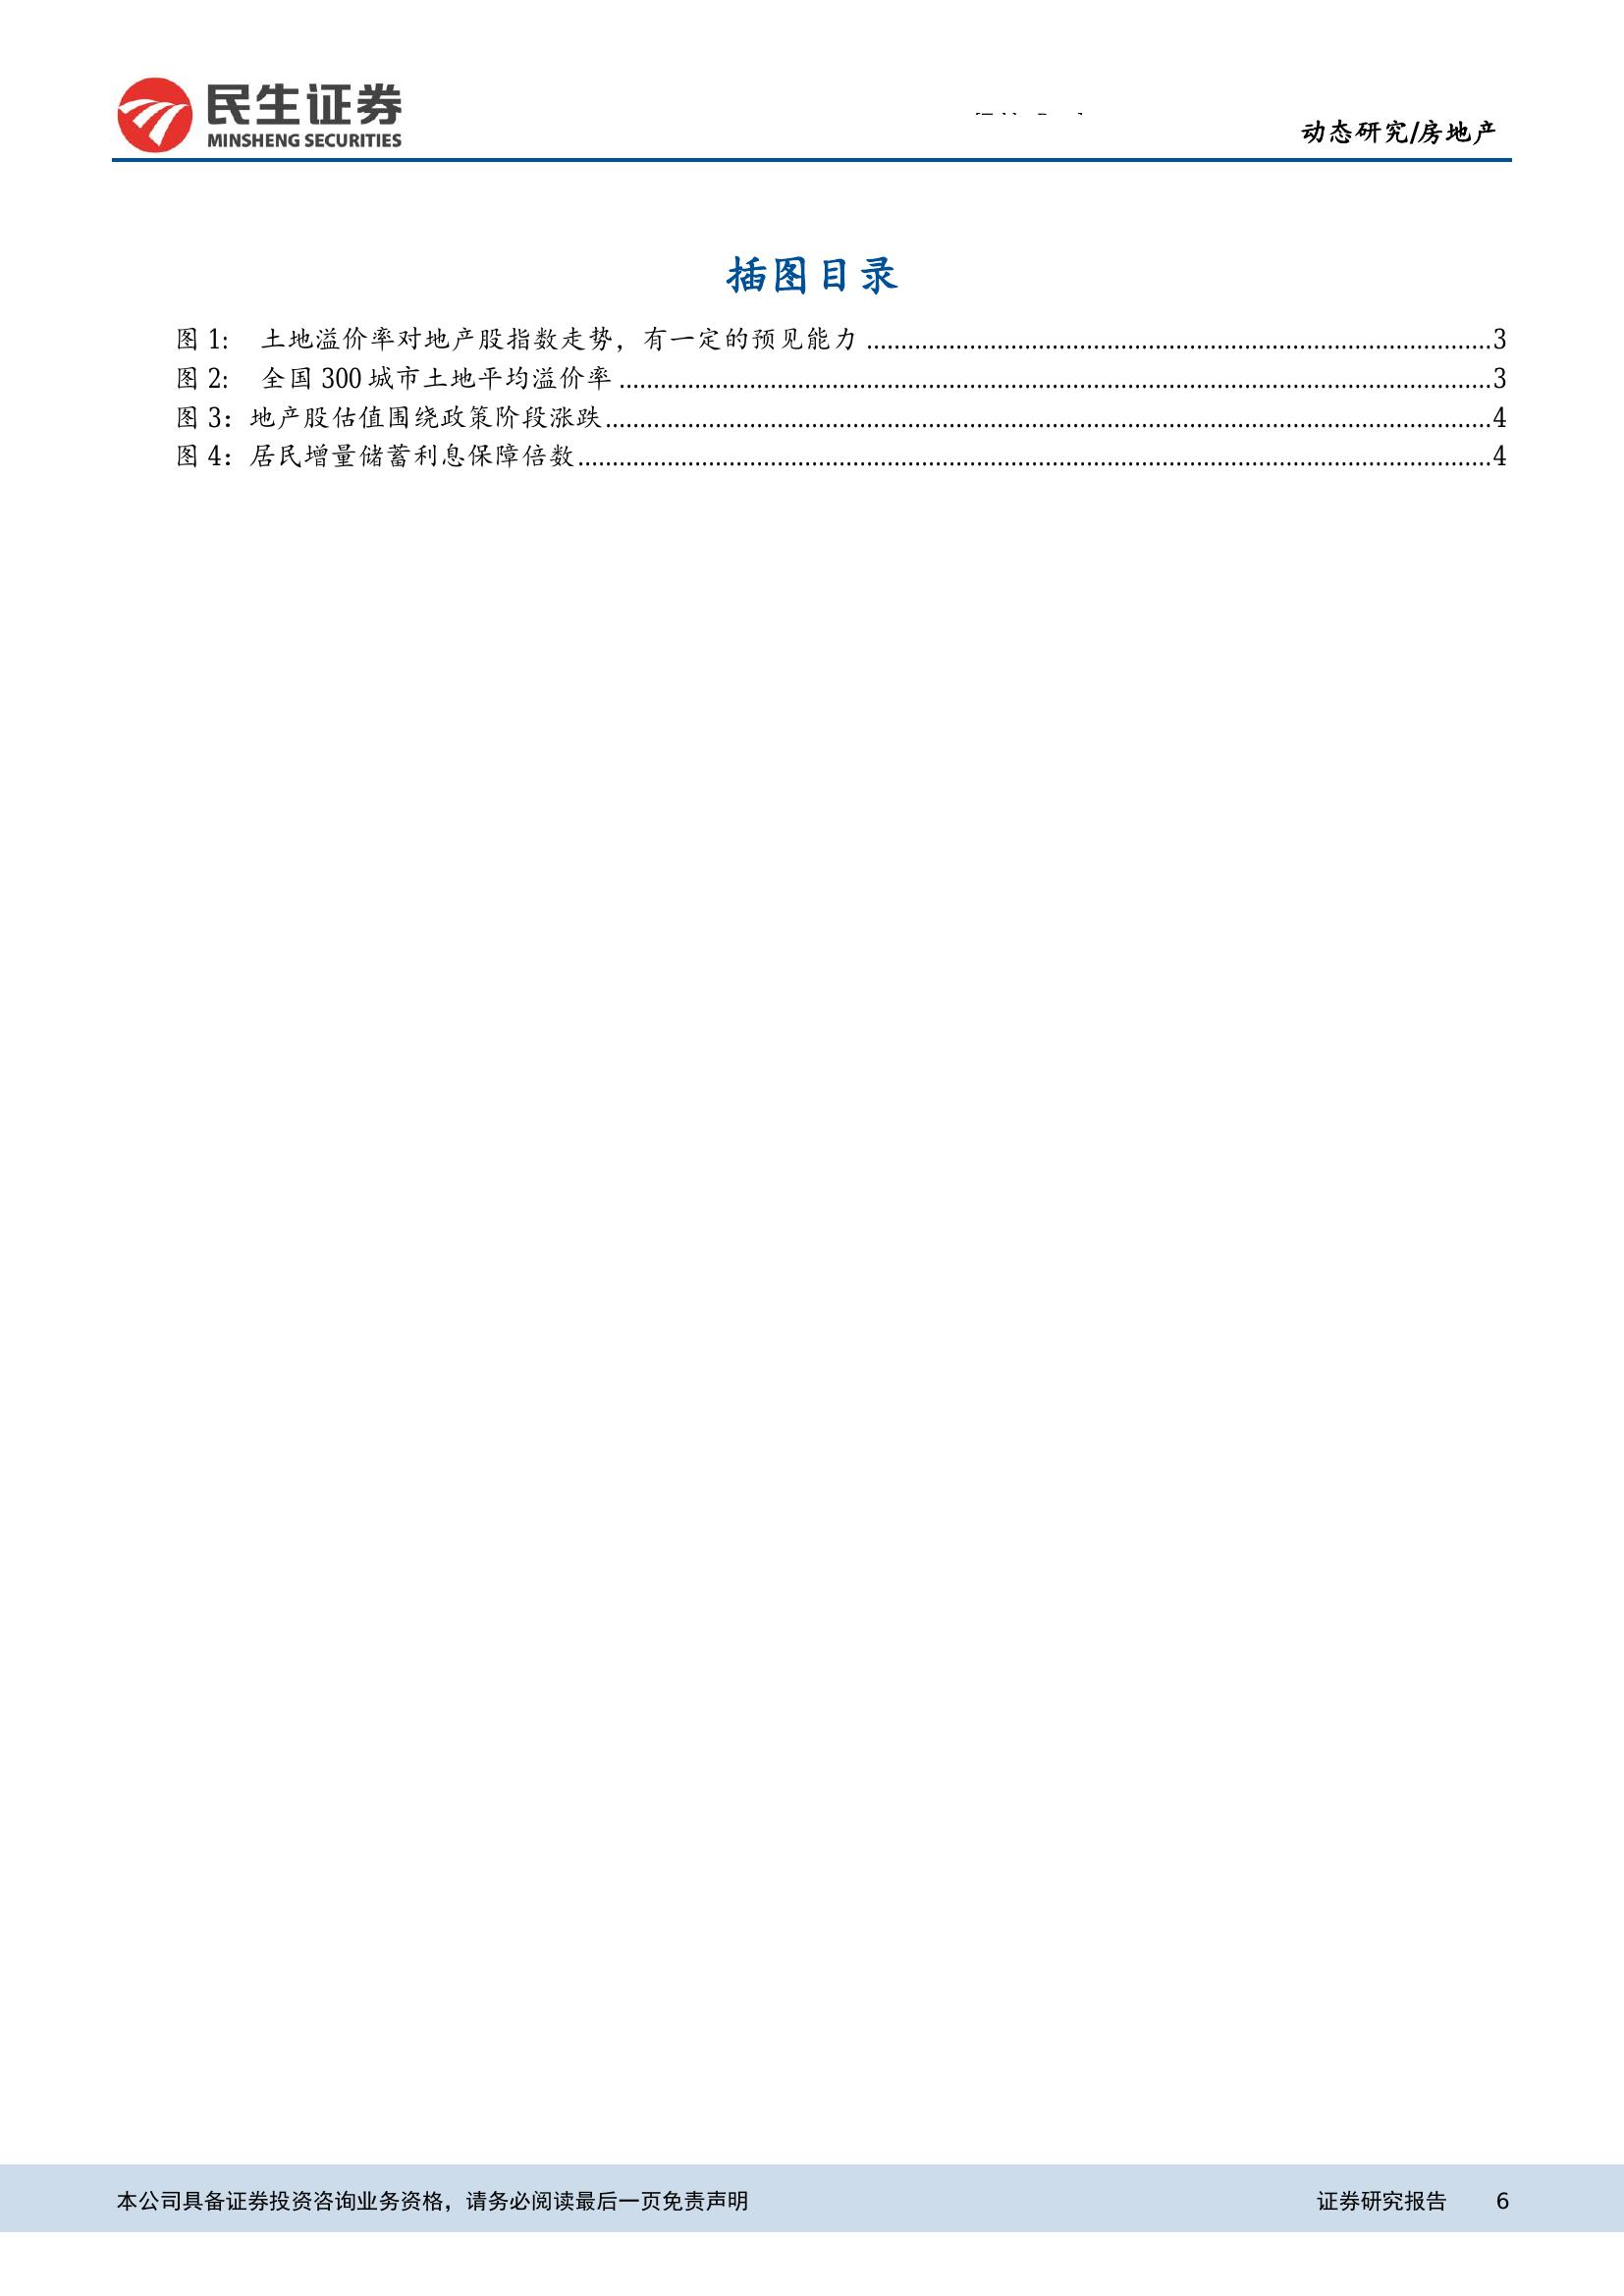 民生证券
MINSHENG SECURITIES
动态研究/房地产
插图目录
图 1: 土地溢价率对地产股指数走势，有一定的预见能力 ........................................................................................3
图 2: 全国 300 城市土地平均溢价率 ........................................................................................................................3
图 3：地产股估值围绕政策阶段涨跌..........................................................................................................................4
图 4：居民增量储蓄利息保障倍数..............................................................................................................................4
本公司具备证券投资咨询业务资格，请务必阅读最后一页免责声明
证券研究报告 6